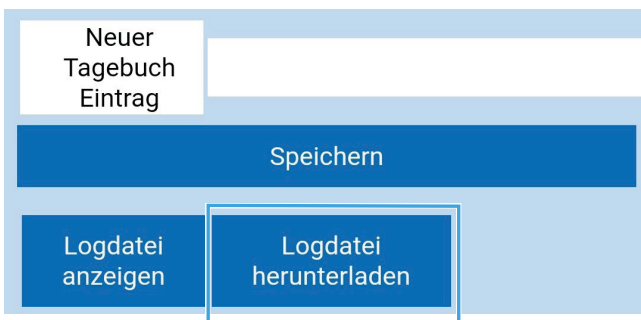 Neuer
Tagebuch
Eintrag
Speichern
Logdatei
anzeigen
Logdatei
herunterladen